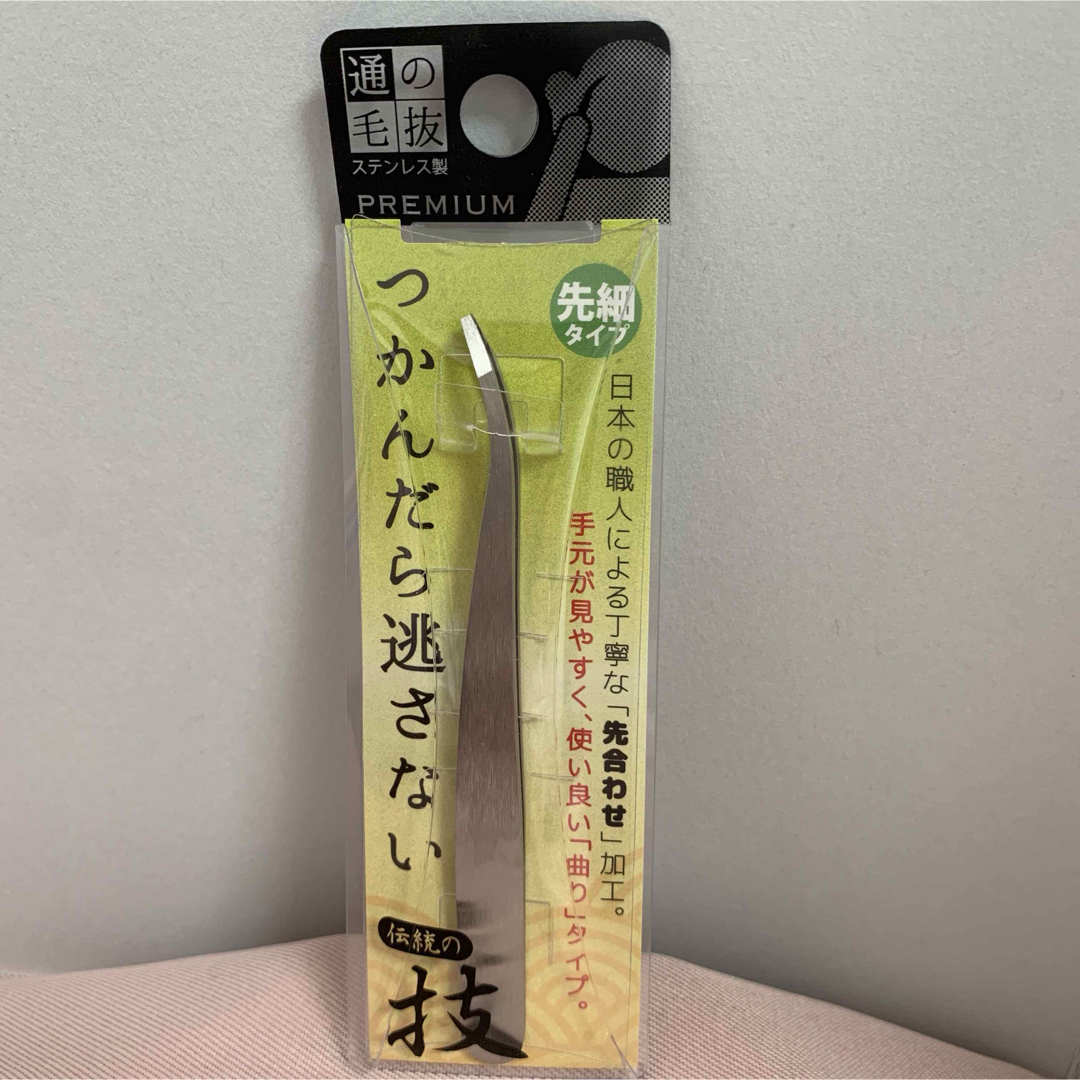 通の
毛抜
ステンレス製
PREMIUM
先細
タイプ
日本の職人による丁寧な「先合わせ」加工。
手元が見やすく、使い良い「曲り」タイプ。
つかんだら逃さない
伝統の
技